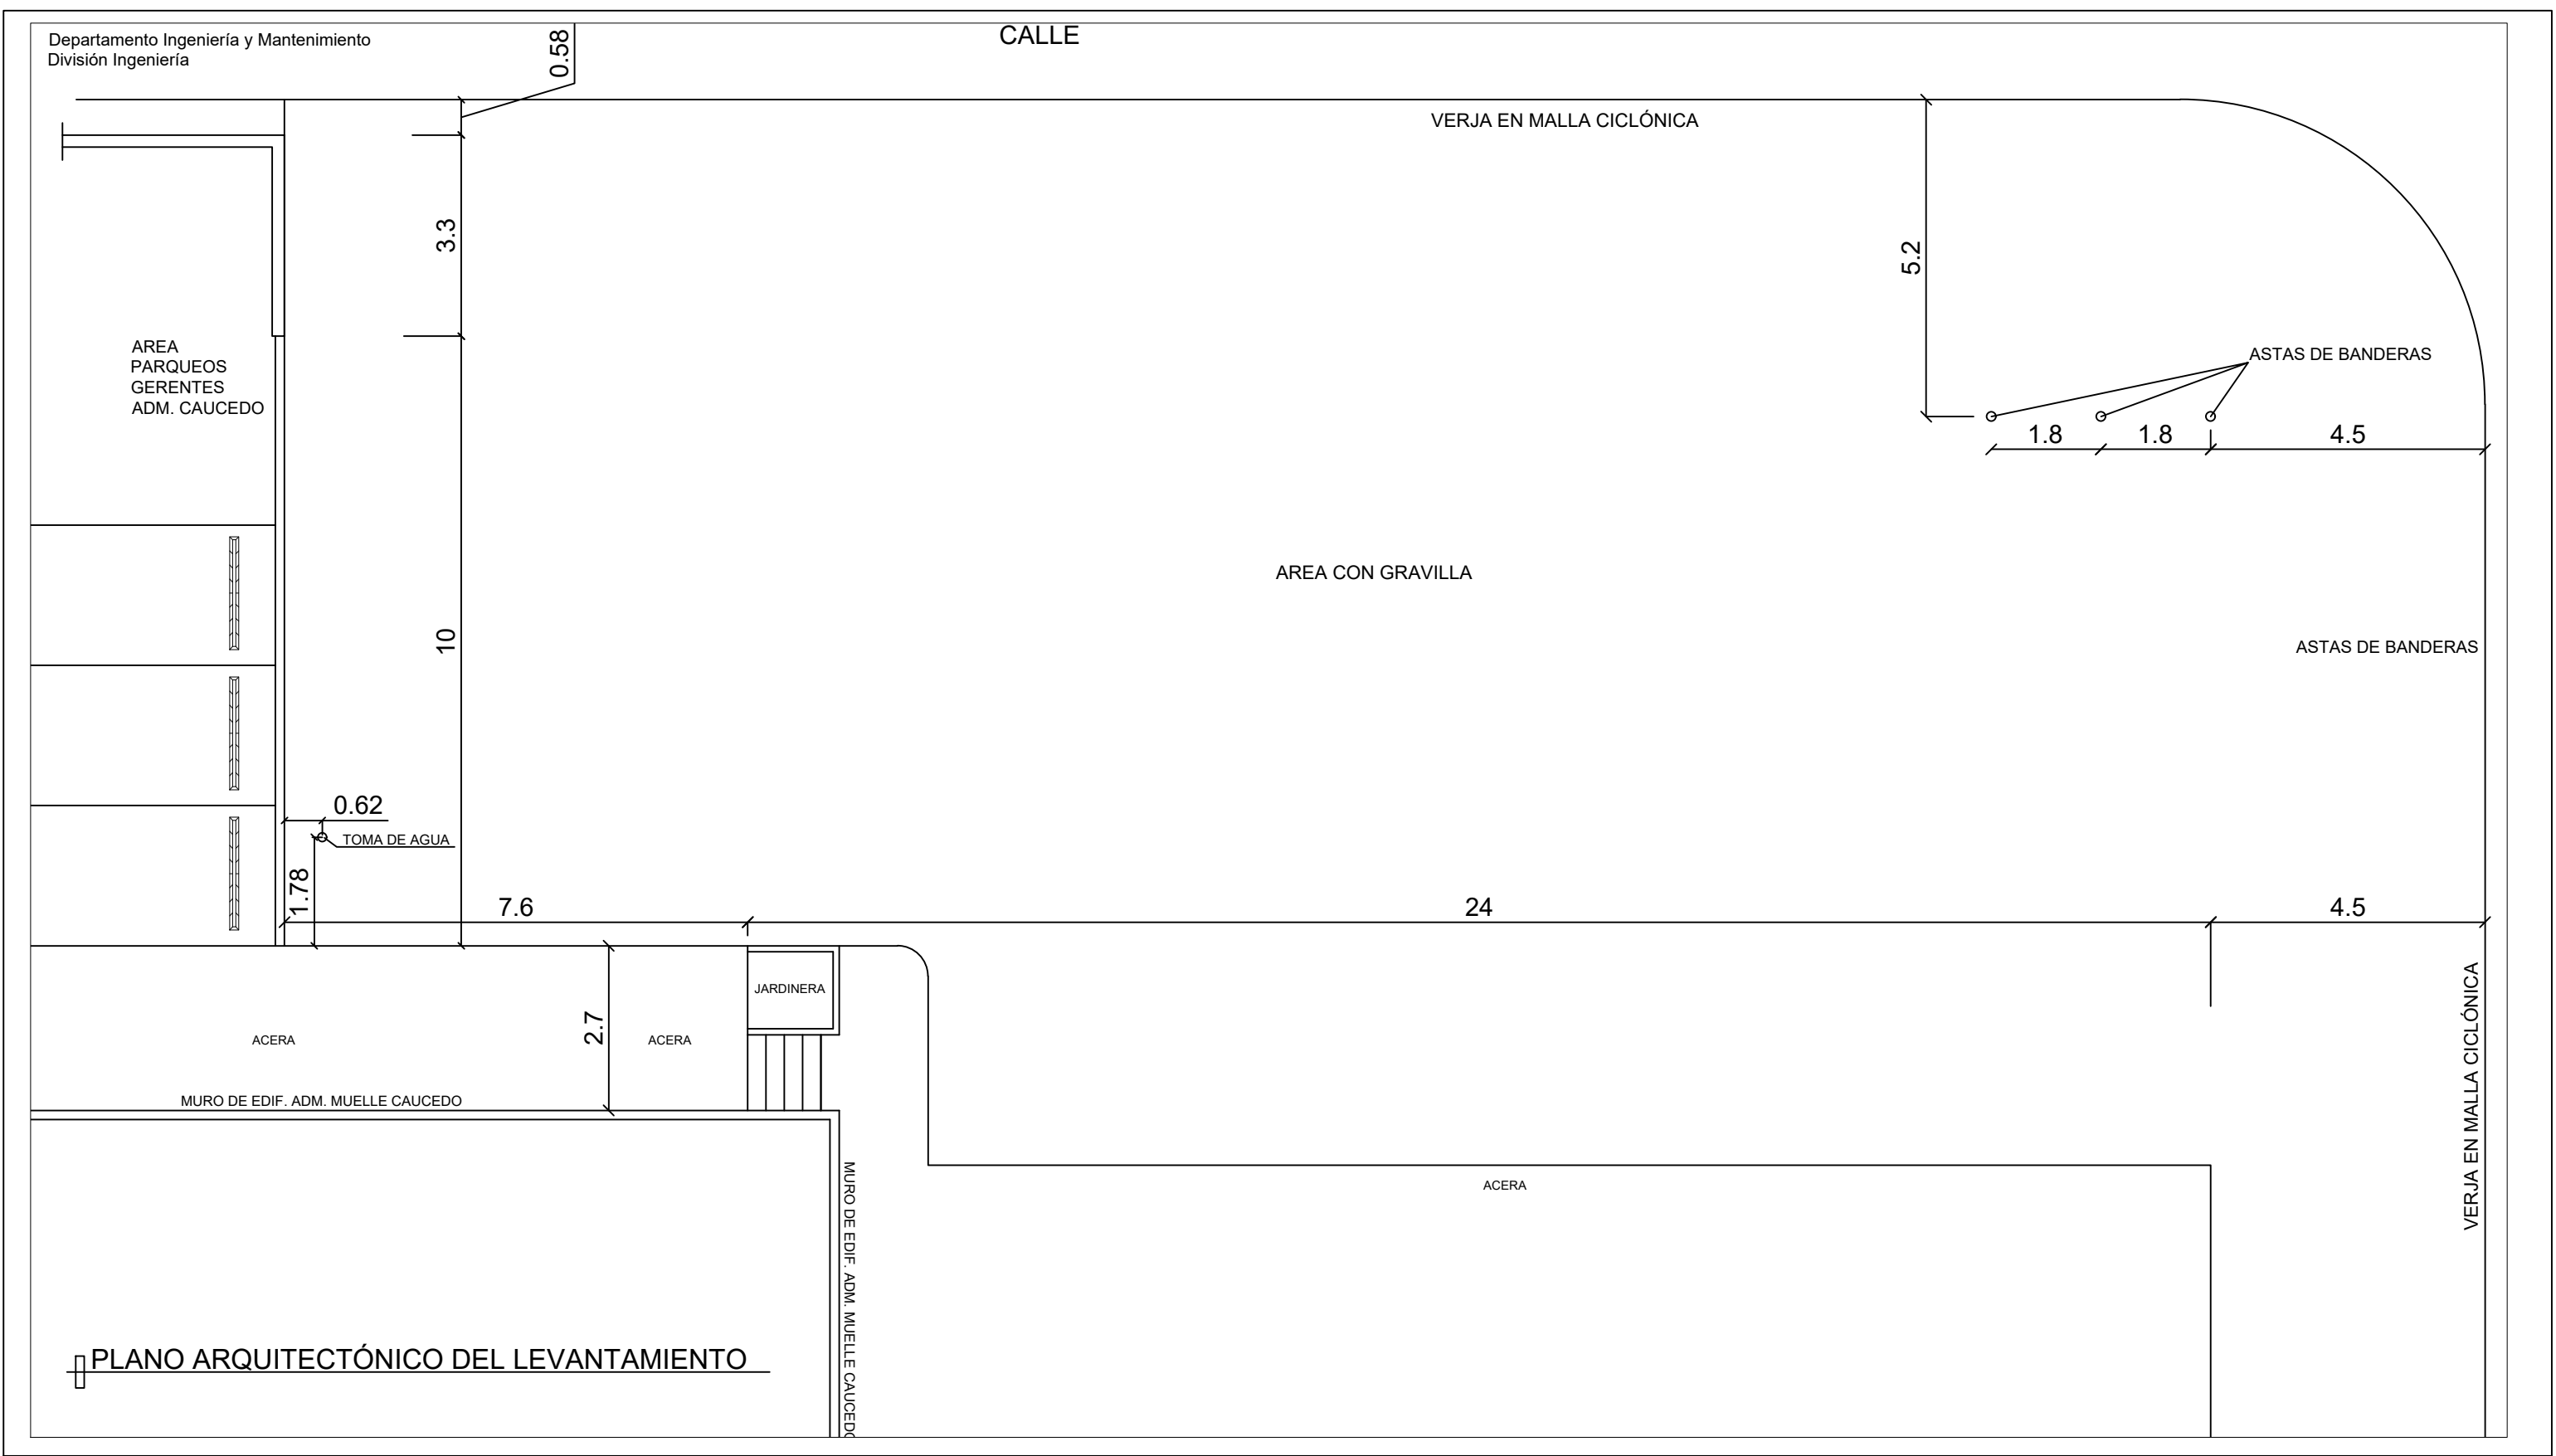 Departamento Ingeniería y Mantenimiento
División Ingeniería
0.58
CALLE
VERJA EN MALLA CICLÓNICA
3.3
5.2
AREA
PARQUEOS
GERENTES
ADM. CAUCEDO
ASTAS DE BANDERAS
1.8
1.8
4.5
AREA CON GRAVILLA
10
ASTAS DE BANDERAS
0.62
TOMA DE AGUA
1.78
7.6
24
4.5
JARDINERA
2.7
ACERA
ACERA
MURO DE EDIF. ADM. MUELLE CAUCEDO
VERJA EN MALLA CICLÓNICA
ACERA
MURO DE EDIF. ADM. MUELLE CAUCEDO
PLANO ARQUITECTÓNICO DEL LEVANTAMIENTO